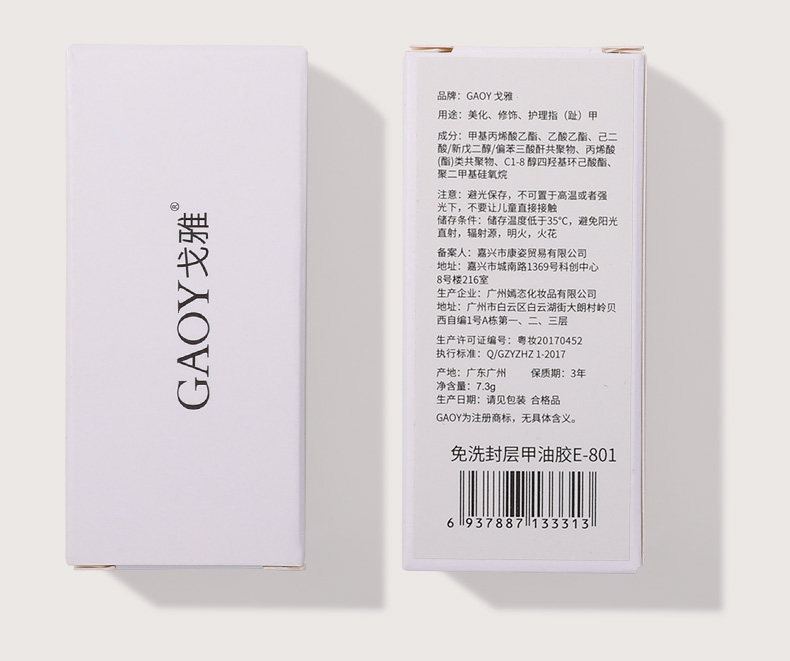 GAOY 戈雅®
品牌：GAOY 戈雅
用途：美化、修饰、护理指（趾）甲
成分：甲基丙烯酸乙酯、乙酸乙酯、己二
酸/新戊二醇/偏苯三酸酐共聚物、丙烯酸
(酯)类共聚物、C1-8 醇四羟基环己酸酯、
聚二甲基硅氧烷
注意：避光保存，不可置于高温或者强
光下，不要让儿童直接接触
储存条件：储存温度低于35℃，避免阳光
直射，辐射源，明火，火花
备案人：嘉兴市康姿贸易有限公司
地址：嘉兴市城南路1369号科创中心
8号楼216室
生产企业：广州嫣恣化妆品有限公司
地址：广州市白云区白云湖街大朗村岭贝
西自编1号A栋第一、二、三层
生产许可证编号：粤妆20170452
执行标准：Q/GZYZHZ 1-2017
产地：广东广州 保质期：3年
净含量：7.3g
生产日期：请见包装 合格品
GAOY为注册商标，无具体含义。
免洗封层甲油胶E-801
6 937887 133313